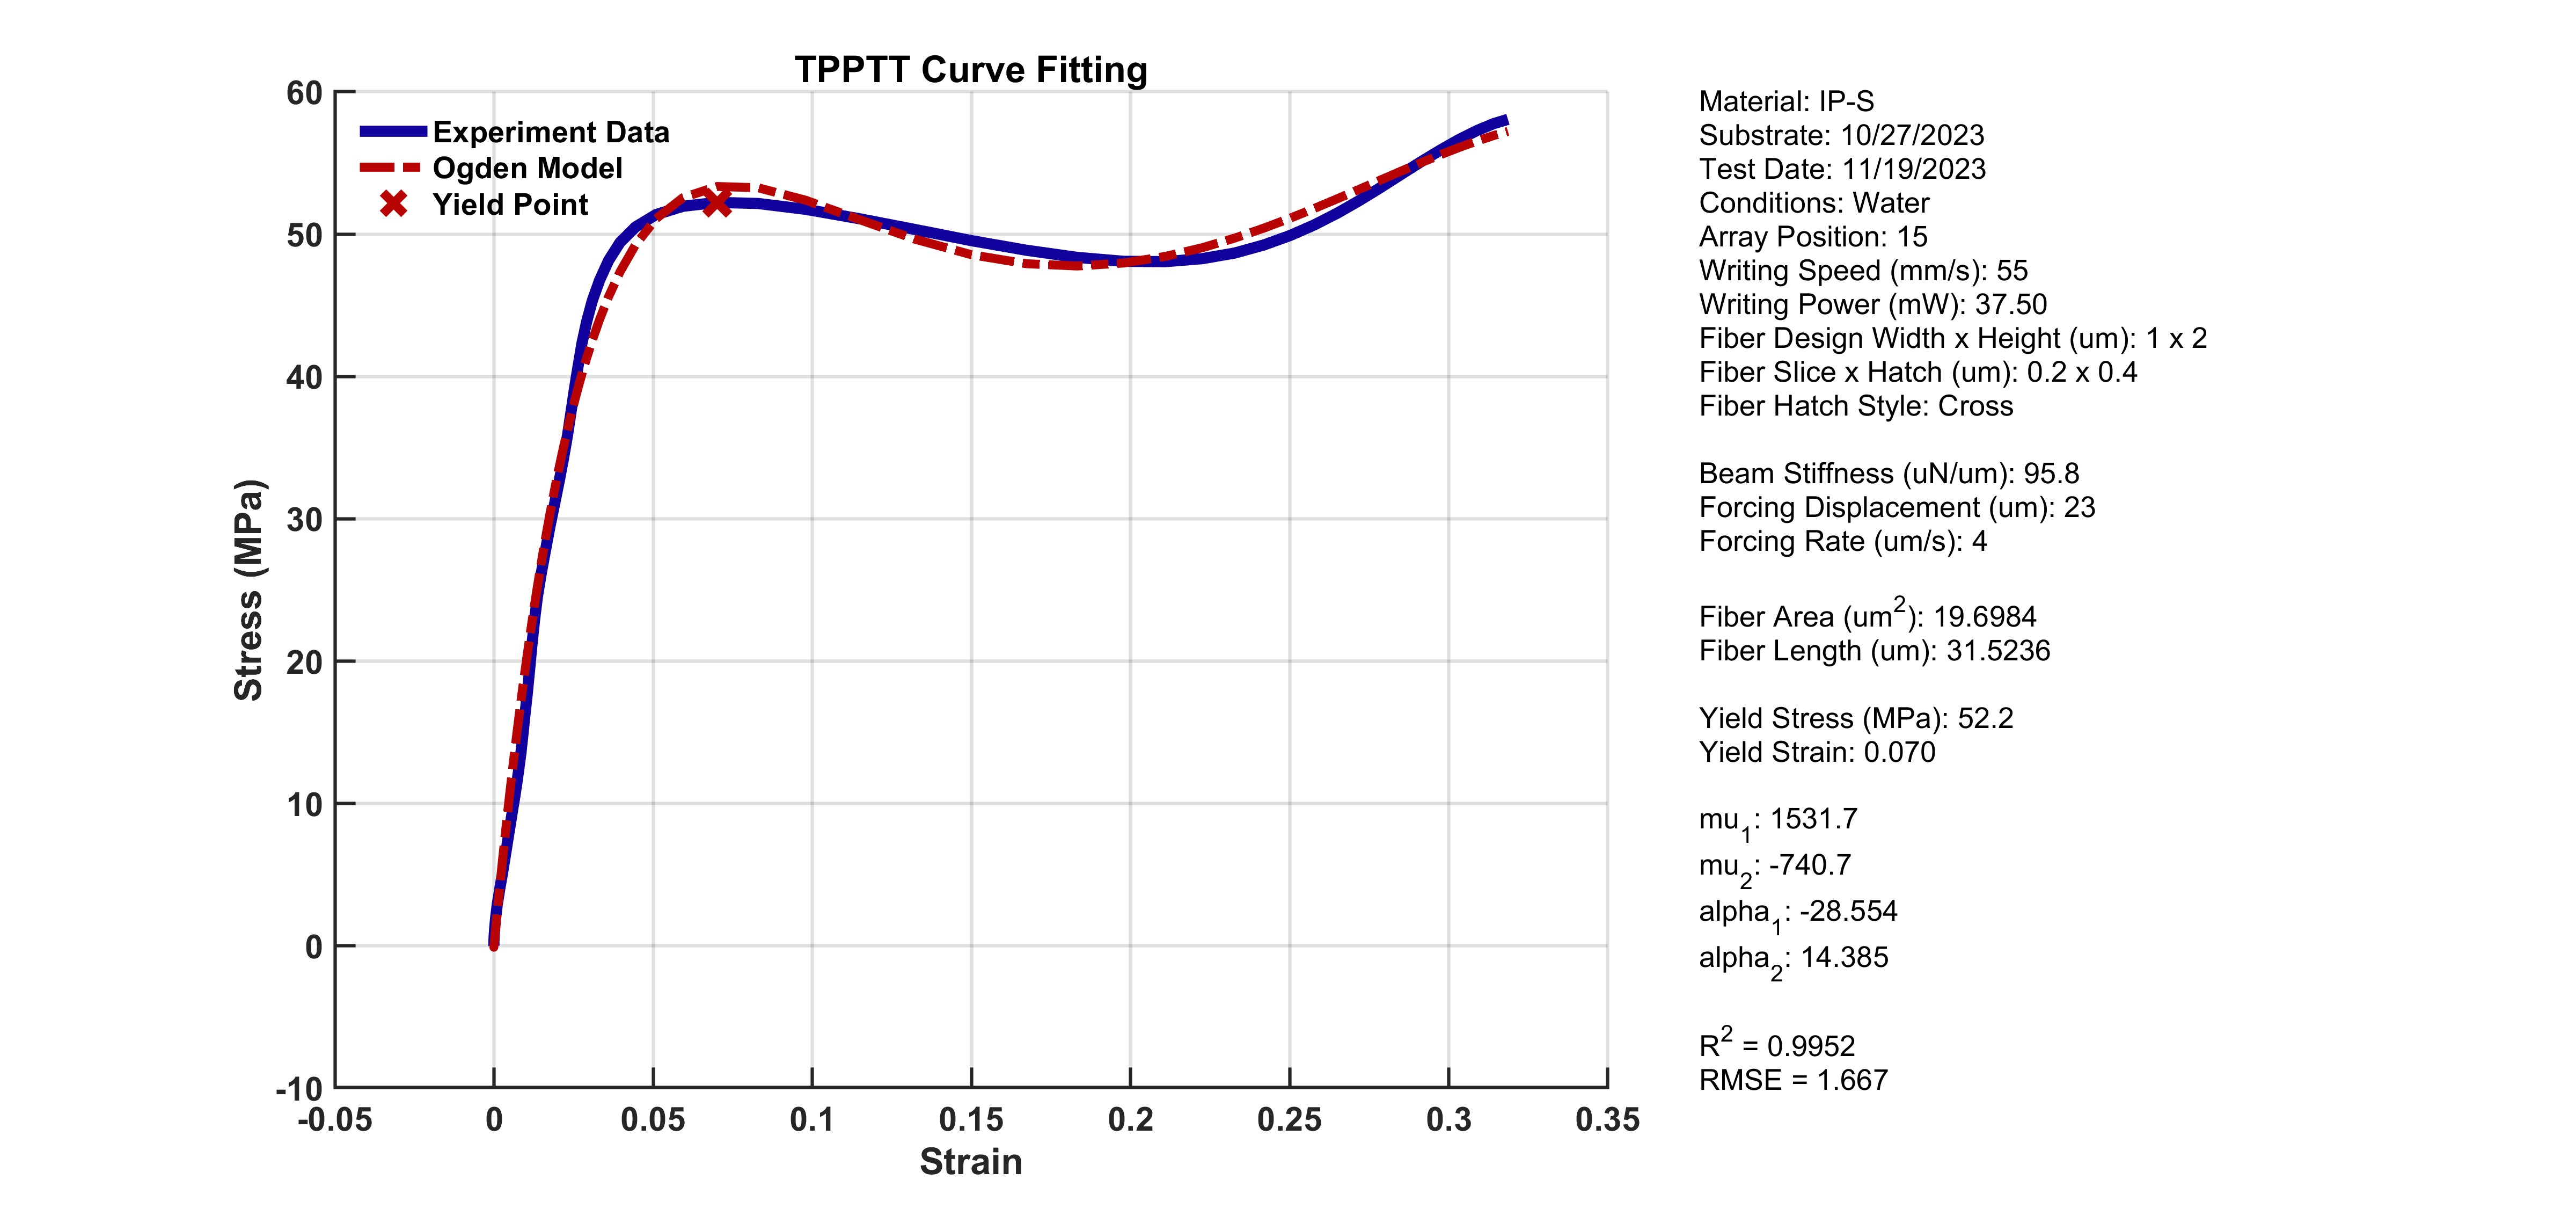 TPPTT Curve Fitting
60
50
40
30
20
10
0
-10
Stress (MPa)
Experiment Data
Ogden Model
Yield Point
-0.05
0
0.05
0.1
0.15
0.2
0.25
0.3
0.35
Strain
Material: IP-S
Substrate: 10/27/2023
Test Date: 11/19/2023
Conditions: Water
Array Position: 15
Writing Speed (mm/s): 55
Writing Power (mW): 37.50
Fiber Design Width x Height (um): 1 x 2
Fiber Slice x Hatch (um): 0.2 x 0.4
Fiber Hatch Style: Cross
Beam Stiffness (uN/um): 95.8
Forcing Displacement (um): 23
Forcing Rate (um/s): 4
Fiber Area (um²): 19.6984
Fiber Length (um): 31.5236
Yield Stress (MPa): 52.2
Yield Strain: 0.070
mu₁: 1531.7
mu₂: -740.7
alpha₁: -28.554
alpha₂: 14.385
R² = 0.9952
RMSE = 1.667